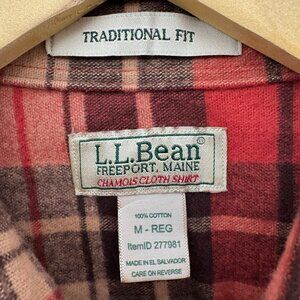 TRADITIONAL FIT
L.L.Bean®
FREEPORT, MAINE
CHAMOIS CLOTH SHIRT
100% COTTON
M - REG
ItemID 277981
MADE IN EL SALVADOR
CARE ON REVERSE